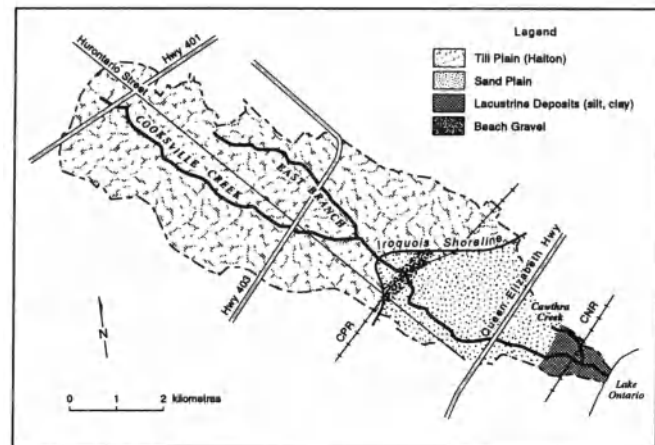 Legend
Till Plain (Halton)
Sand Plain
Lacustrine Deposits (silt, clay)
Beach Gravel
Hurontario Street
Hwy 401
COOKSVILLE CREEK
EAST BRANCH
Iroquois Shoreline
Hwy 403
CPR
Queen Elizabeth Hwy
Cawthra
Creek
CNR
Lake
Ontario
N
0 1 2 kilometres